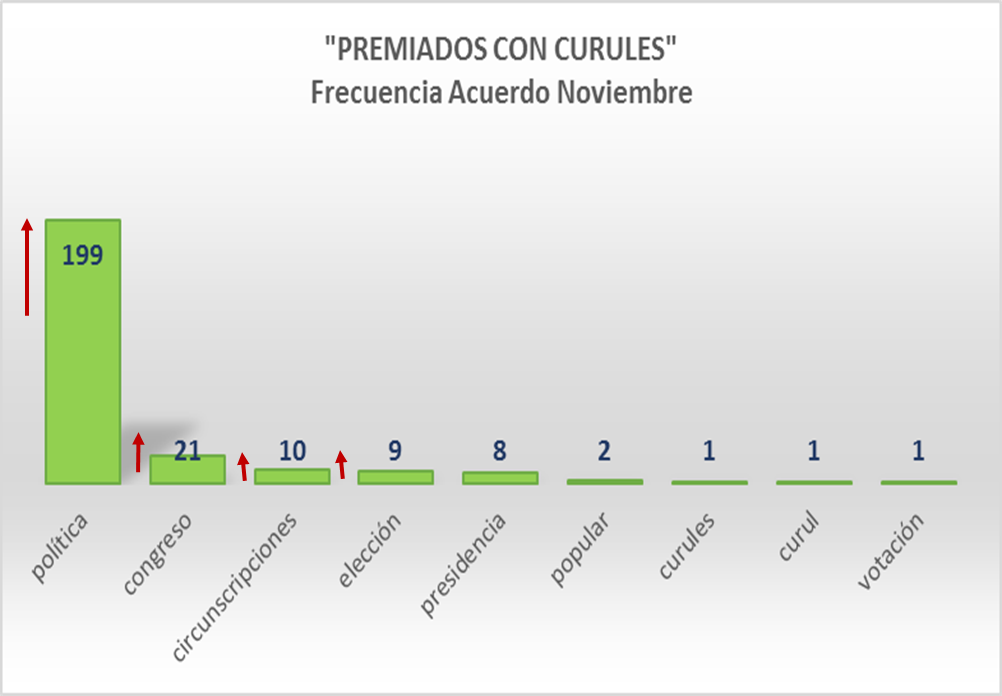 "PREMIADOS CON CURULES"
Frecuencia Acuerdo Noviembre
199
21
10
9
8
2
1
1
1
política
congreso
circunscripciones
elección
presidencia
popular
curules
curul
votación